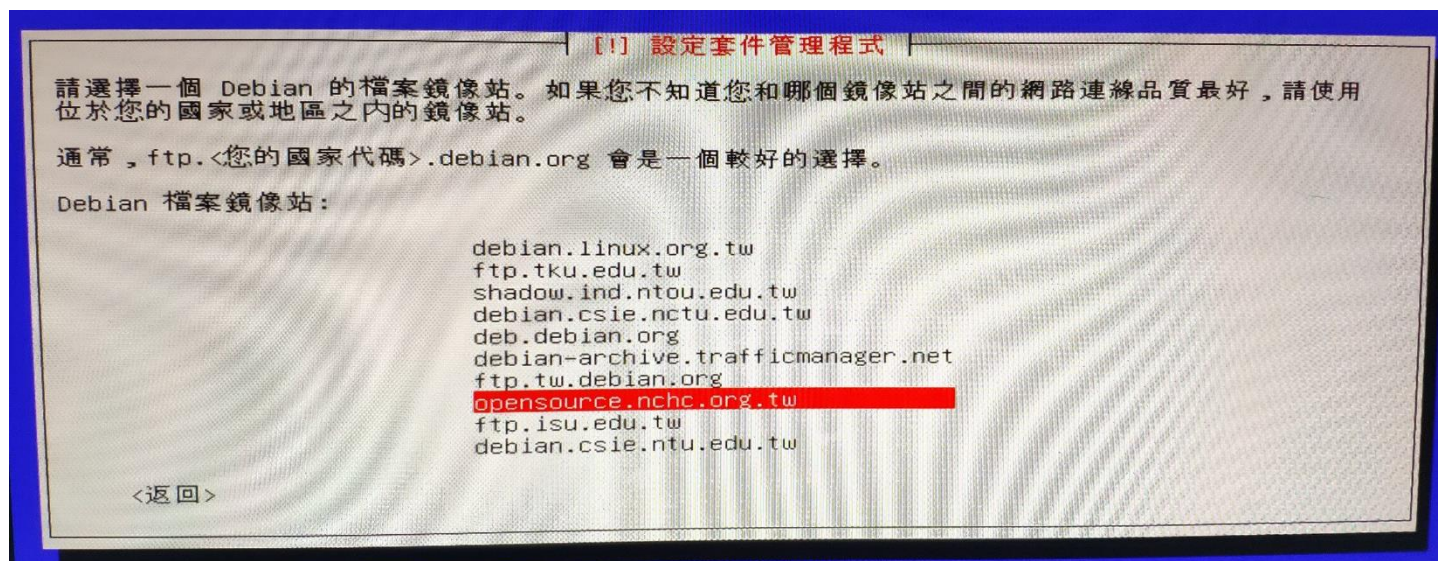 [!] 設定套件管理程式
請選擇一個 Debian 的檔案鏡像站。如果您不知道您和哪個鏡像站之間的網路連線品質最好，請使用
位於您的國家或地區之內的鏡像站。
通常，ftp.<您的國家代碼>.debian.org 會是一個較好的選擇。
Debian 檔案鏡像站:
debian.linux.org.tw
ftp.tku.edu.tw
shadow.ind.ntou.edu.tw
debian.csie.nctu.edu.tw
deb.debian.org
debian-archive.trafficmanager.net
ftp.tw.debian.org
opensource.nchc.org.tw
ftp.isu.edu.tw
debian.csie.ntu.edu.tw
<返回>